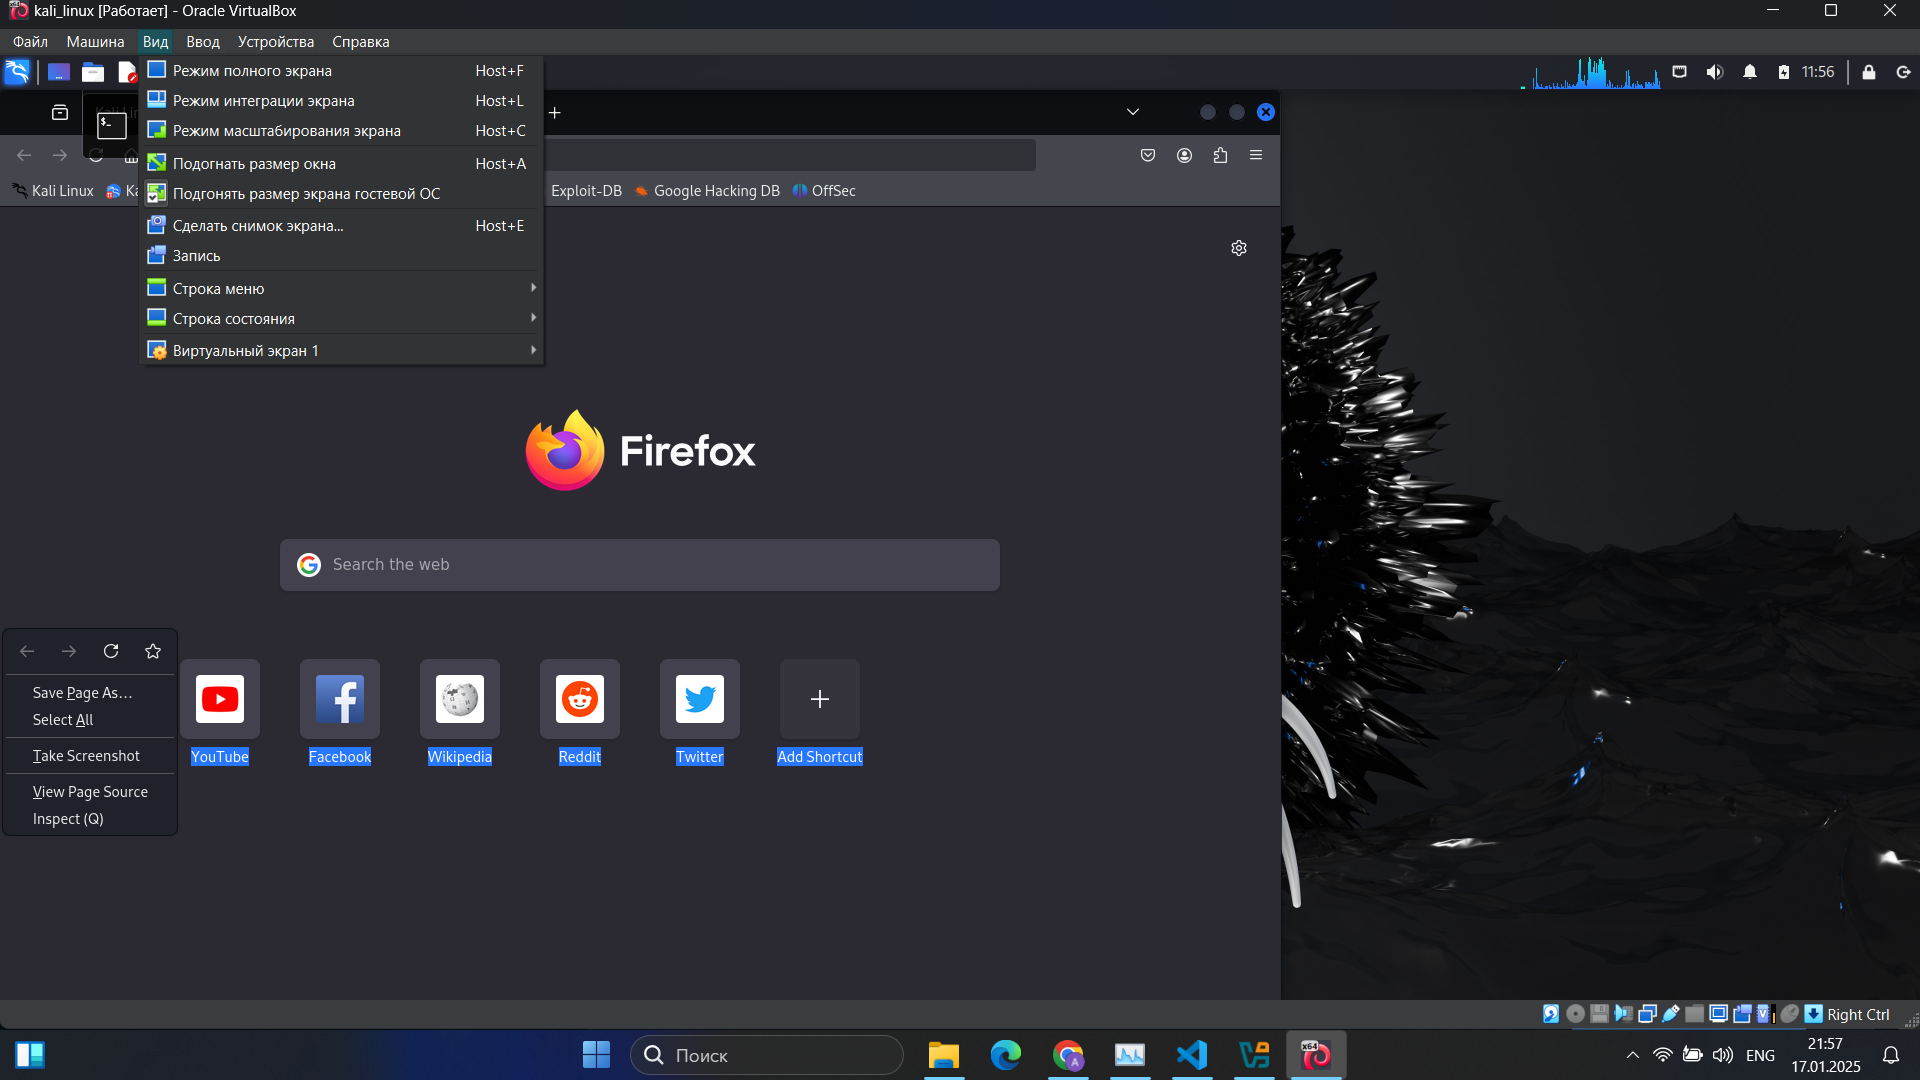 kali_linux [Работает] - Oracle VirtualBox
Файл Машина Вид Ввод Устройства Справка
Режим полного экрана Host+F
Режим интеграции экрана Host+L
Режим масштабирования экрана Host+C
Подогнать размер окна Host+A
Подгонять размер экрана гостевой ОС
Сделать снимок экрана... Host+E
Запись
Строка меню
Строка состояния
Виртуальный экран 1
11:56
Kali Linux Exploit-DB Google Hacking DB OffSec
Firefox
Search the web
Save Page As…
Select All
Take Screenshot
View Page Source
Inspect (Q)
YouTube Facebook Wikipedia Reddit Twitter Add Shortcut
Right Ctrl
Поиск
ENG
21:57
17.01.2025